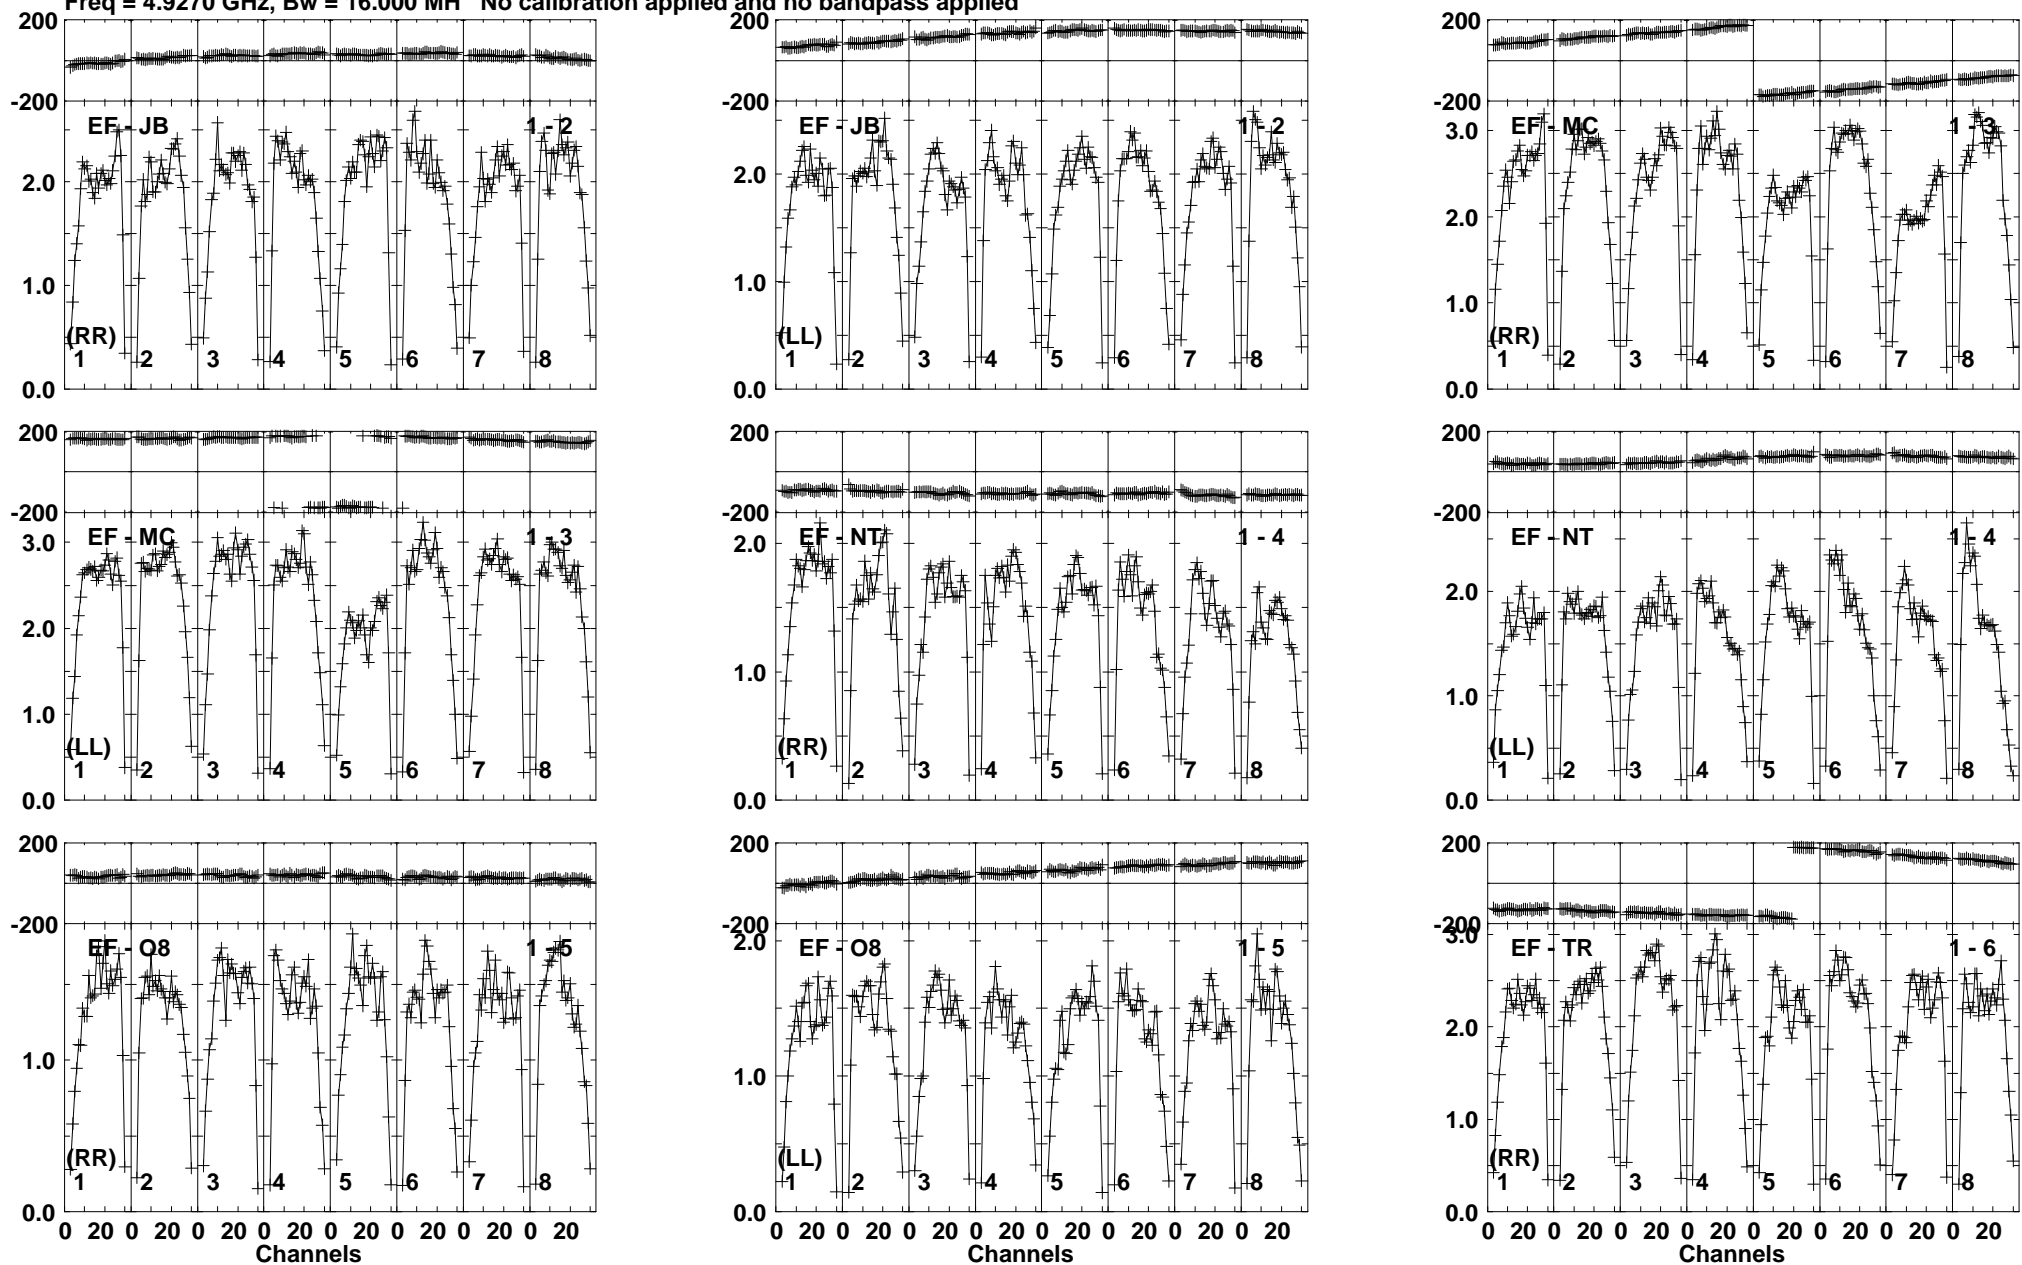 Freq = 4.9270 GHz, Bw = 16.000 MH   No calibration applied and no bandpass applied
200 200 200
-200 -200 -200
EF - JB 1 - 2 EF - JB 1 - 2 EF - MC 1 - 3
3.0
2.0 2.0 2.0
1.0 1.0 1.0
(RR) (LL) (RR)
1 2 3 4 5 6 7 8 1 2 3 4 5 6 7 8 1 2 3 4 5 6 7 8
0.0 0.0 0.0
200 200 200
-200 -200 -200
EF - MC 1 - 3 EF - NT 1 - 4 EF - NT 1 - 4
3.0 2.0
2.0 2.0
1.0 1.0 1.0
(LL) (RR) (LL)
1 2 3 4 5 6 7 8 1 2 3 4 5 6 7 8 1 2 3 4 5 6 7 8
0.0 0.0 0.0
200 200 200
-200 -200 -200
2.0 3.0
EF - O8 1 - 5 EF - O8 1 - 5 EF - TR 1 - 6
2.0
1.0 1.0 1.0
(RR) (LL) (RR)
1 2 3 4 5 6 7 8 1 2 3 4 5 6 7 8 1 2 3 4 5 6 7 8
0.0 0.0 0.0
0 20 0 20 0 20 0 20 0 20 0 20 0 20 0 20 0 20 0 20 0 20 0 20 0 20 0 20 0 20 0 20 0 20 0 20 0 20 0 20 0 20 0 20 0 20 0 20
Channels Channels Channels